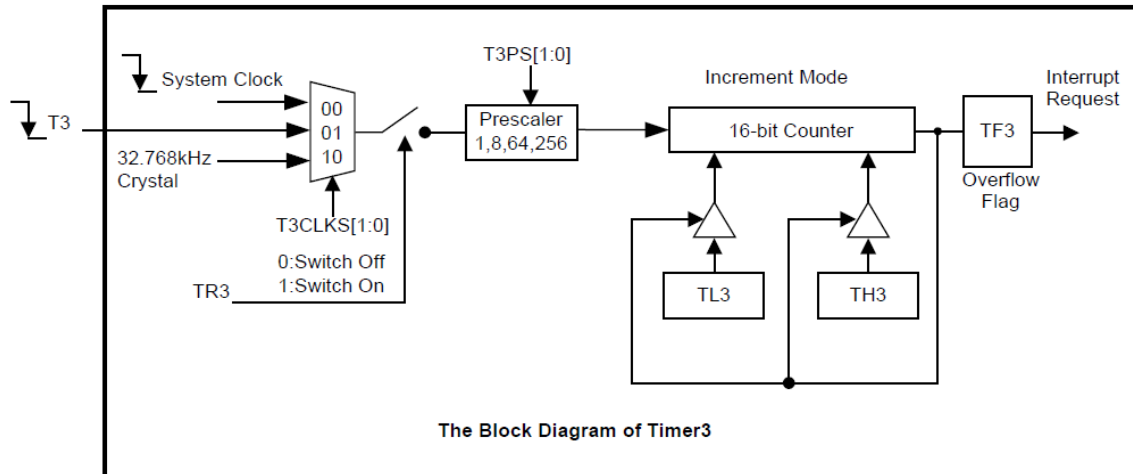 T3PS[1:0]
System Clock
Increment Mode
Interrupt
Request
T3
00
01
10
Prescaler
1,8,64,256
16-bit Counter
TF3
32.768kHz
Crystal
Overflow
Flag
T3CLKS[1:0]
0:Switch Off
1:Switch On
TR3
TL3
TH3
The Block Diagram of Timer3